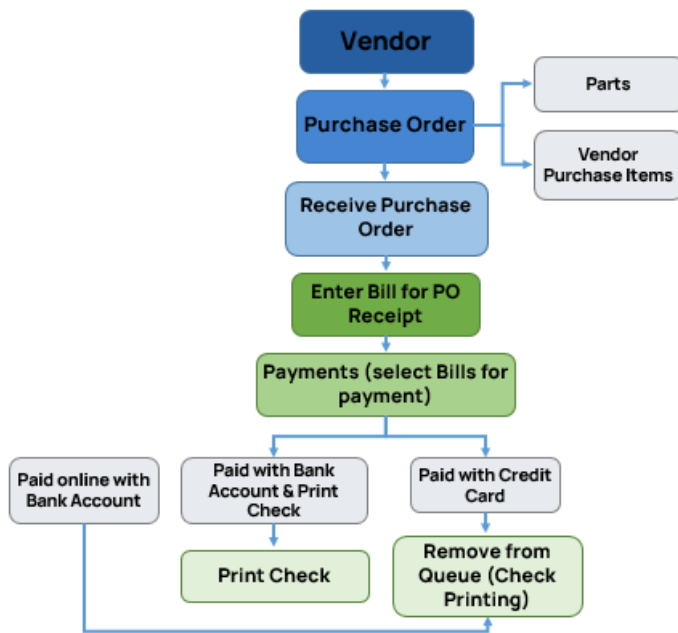 Vendor
Purchase Order
Parts
Vendor
Purchase Items
Receive Purchase
Order
Enter Bill for PO
Receipt
Payments (select Bills for
payment)
Paid online with
Bank Account
Paid with Bank
Account & Print
Check
Paid with Credit
Card
Print Check
Remove from
Queue (Check
Printing)